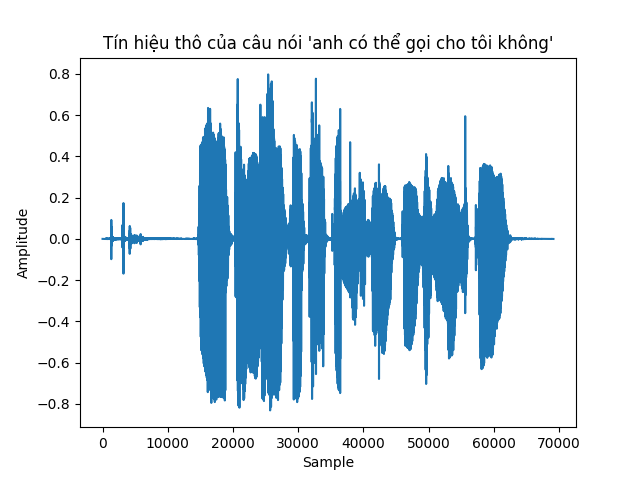 Tín hiệu thô của câu nói 'anh có thể gọi cho tôi không'
0.8
0.6
0.4
0.2
0.0
−0.2
−0.4
−0.6
−0.8
Amplitude
0 10000 20000 30000 40000 50000 60000 70000
Sample